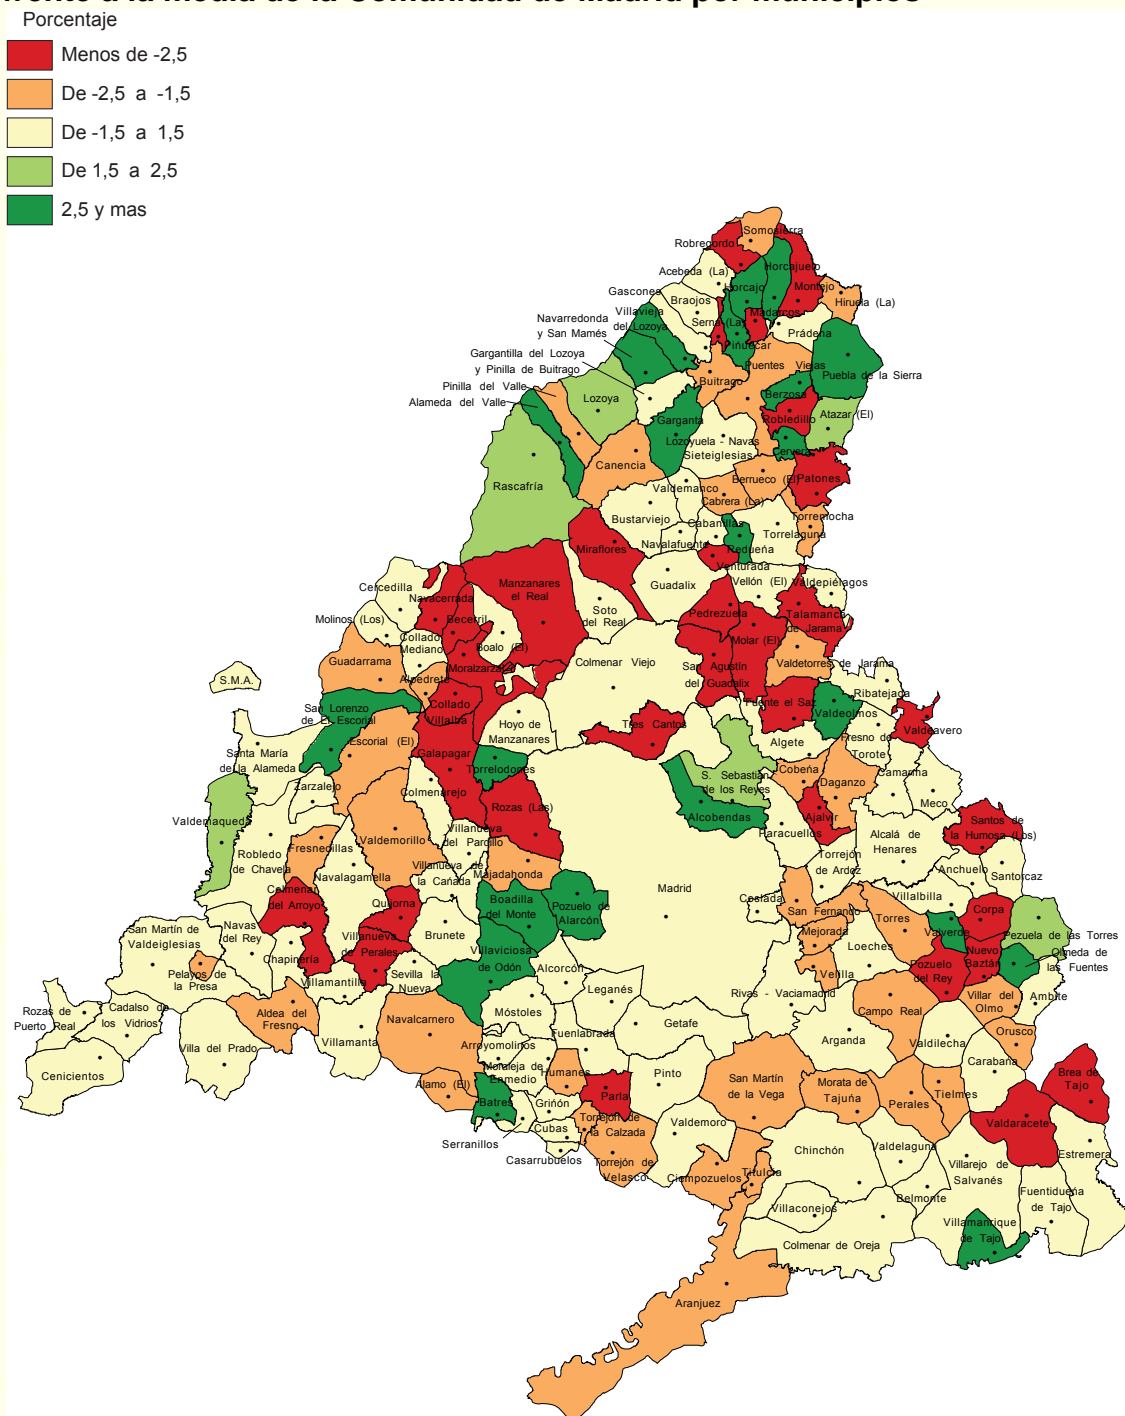 frente a la media de la Comunidad de Madrid por municipios
Porcentaje
Menos de -2,5
De -2,5 a -1,5
De -1,5 a 1,5
De 1,5 a 2,5
2,5 y mas
Somosierra
Robregordo
Acebeda (La)
Horcajuelo
Horcajo
Montejo
Hiruela (La)
Gascones
Braojos
Madarcos
Villavieja
del Lozoya
Serna (La)
Prádena
Navarredonda
y San Mamés
Piñuécar
Gargantilla del Lozoya
y Pinilla de Buitrago
Puentes Viejas
Puebla de la Sierra
Buitrago
Pinilla del Valle
Alameda del Valle
Lozoya
Berzosa
Robledillo
Atazar (El)
Garganta
Lozoyuela - Navas
Sieteiglesias
Cervera
Canencia
Rascafría
Berrueco (El)
Patones
Valdemanco
Cabrera (La)
Bustarviejo
Cabanillas
Torremocha
Torrelaguna
Navalafuente
Redueña
Miraflores
Venturada
Guadalix
Vellón (El)
Valdepiélagos
Cercedilla
Navacerrada
Manzanares
el Real
Molinos (Los)
Becerril
Soto
del Real
Pedrezuela
Talamanca
de Jarama
Collado
Mediano
Boalo (El)
Molar (El)
Guadarrama
Moralzarzal
Colmenar Viejo
San
Agustín
del Guadalix
Valdetorres de Jarama
S.M.A.
Alpedrete
Ribatejada
San Lorenzo
de El Escorial
Collado
Villalba
Fuente el Saz
Valdeolmos
Valdeavero
Hoyo de
Manzanares
Tres Cantos
Escorial (El)
Galapagar
Algete
Fresno de
Torote
Santa María
de la Alameda
Torrelodones
Cobeña
Camarma
Zarzalejo
Colmenarejo
S. Sebastián
de los Reyes
Daganzo
Meco
Rozas (Las)
Valdemaqueda
Alcobendas
Ajalvir
Santos de
la Humosa (Los)
Fresnedillas
Valdemorillo
Villanueva
del Pardillo
Paracuellos
Alcalá de
Henares
Robledo
de Chavela
Navalagamella
Villanueva de
la Cañada
Majadahonda
Torrejón
de Ardoz
Anchuelo
Santorcaz
Colmenar
del Arroyo
Quijorna
Boadilla
del Monte
Pozuelo de
Alarcón
Madrid
Coslada
Villalbilla
San Fernando
Torres
Corpa
San Martín de
Valdeiglesias
Navas
del Rey
Villanueva
de Perales
Brunete
Mejorada
Valverde
Pezuela de las Torres
Chapinería
Villaviciosa
de Odón
Loeches
Nuevo
Baztán
Olmeda de
las Fuentes
Pelayos de
la Presa
Sevilla la
Nueva
Alcorcón
Velilla
Pozuelo
del Rey
Villamantilla
Leganés
Rivas - Vaciamadrid
Villar del
Olmo
Ambite
Rozas de
Puerto Real
Cadalso de
los Vidrios
Aldea del
Fresno
Navalcarnero
Móstoles
Getafe
Campo Real
Orusco
Villa del Prado
Villamanta
Fuenlabrada
Arganda
Valdilecha
Arroyomolinos
Carabaña
Cenicientos
Moraleja de
Enmedio
Humanes
Pinto
San Martín
de la Vega
Morata de
Tajuña
Tielmes
Brea de
Tajo
Álamo (El)
Batres
Griñón
Parla
Perales
Valdaracete
Serranillos
Cubas
Torrejón de
la Calzada
Valdemoro
Chinchón
Valdelaguna
Estremera
Casarrubuelos
Torrejón de
Velasco
Ciempozuelos
Titulcia
Villarejo de
Salvanés
Belmonte
Fuentidueña
de Tajo
Villaconejos
Villamanrique
de Tajo
Colmenar de Oreja
Aranjuez